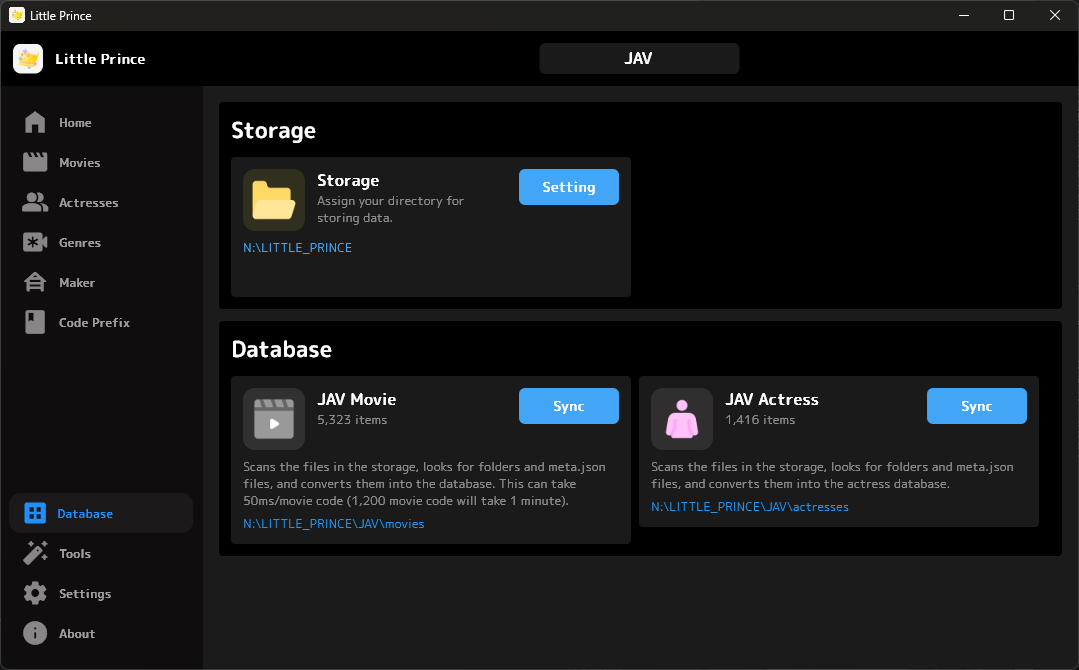 Little Prince
Little Prince
JAV
Home
Movies
Actresses
Genres
Maker
Code Prefix
Database
Tools
Settings
About
Storage
Storage
Assign your directory for
storing data.
Setting
N:\LITTLE_PRINCE
Database
JAV Movie
5,323 items
Sync
Scans the files in the storage, looks for folders and meta.json
files, and converts them into the database. This can take
50ms/movie code (1,200 movie code will take 1 minute).
N:\LITTLE_PRINCE\JAV\movies
JAV Actress
1,416 items
Sync
Scans the files in the storage, looks for folders and meta.json
files, and converts them into the actress database.
N:\LITTLE_PRINCE\JAV\actresses